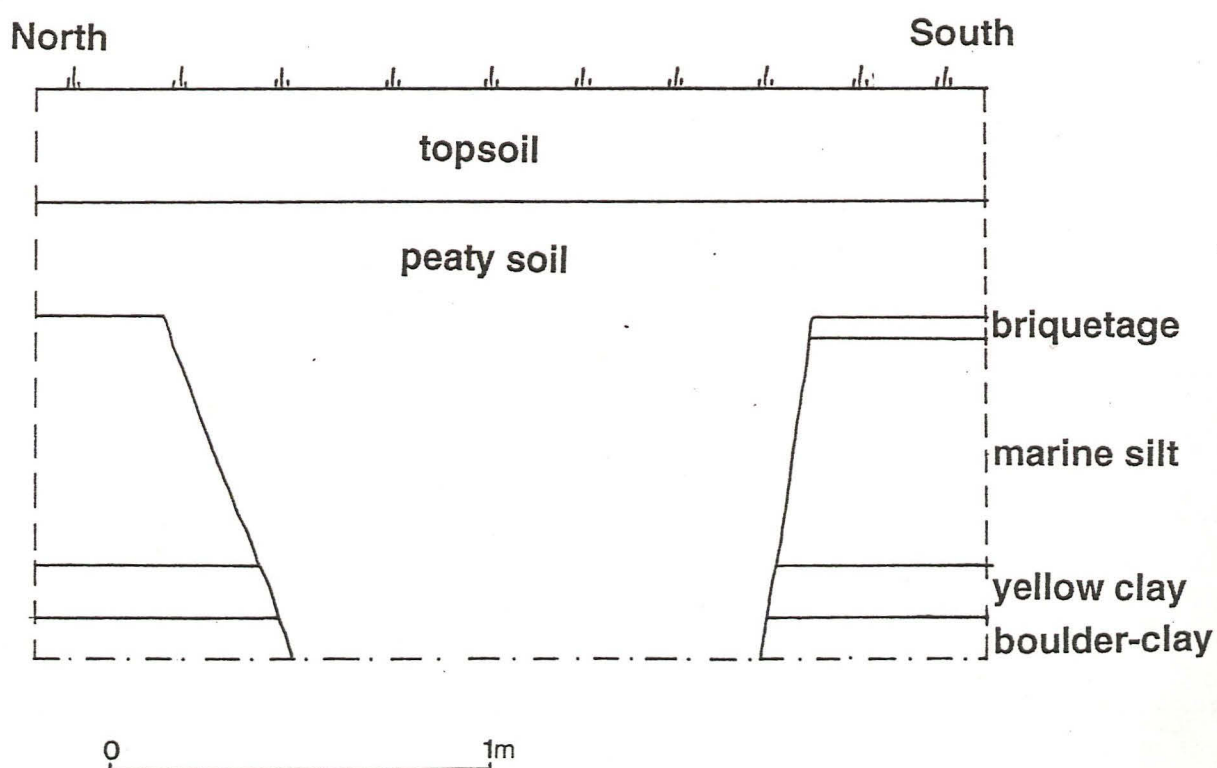 North
South
topsoil
peaty soil
briquetage
marine silt
yellow clay
boulder-clay
0
1m